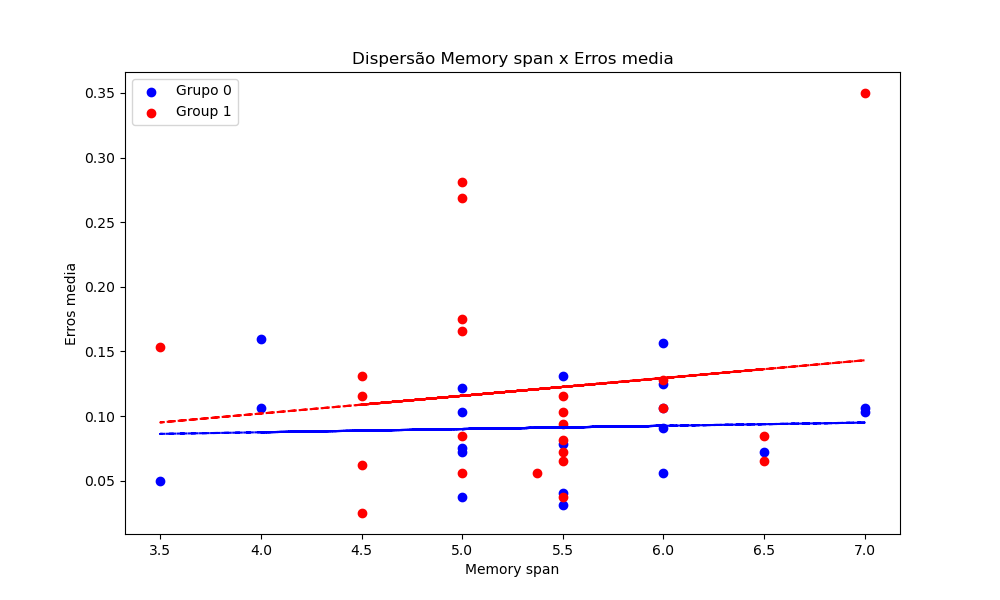 Dispersão Memory span x Erros media
Grupo 0
Group 1
Erros media
0.35
0.30
0.25
0.20
0.15
0.10
0.05
3.5 4.0 4.5 5.0 5.5 6.0 6.5 7.0
Memory span